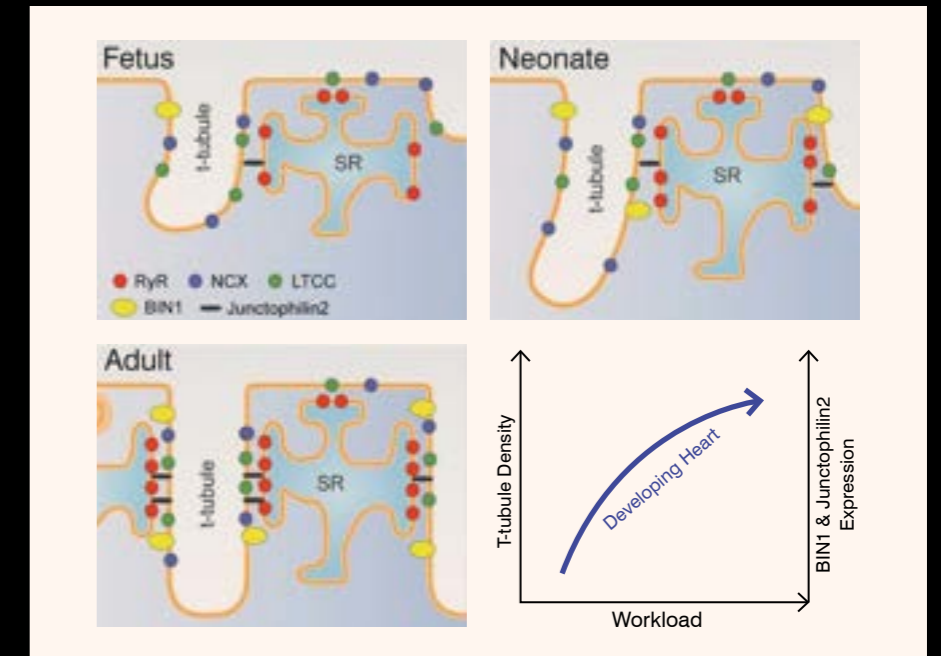 Fetus
t-tubule
SR
RyR NCX LTCC
BIN1 Junctophilin2
Neonate
t-tubule
SR
Adult
t-tubule
SR
T-tubule Density
Developing Heart
BIN1 & Junctophilin2
Expression
Workload